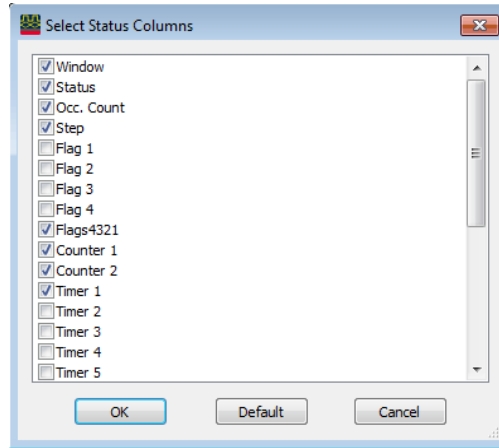 Select Status Columns
Window
Status
Occ. Count
Step
Flag 1
Flag 2
Flag 3
Flag 4
Flags4321
Counter 1
Counter 2
Timer 1
Timer 2
Timer 3
Timer 4
Timer 5
OK Default Cancel